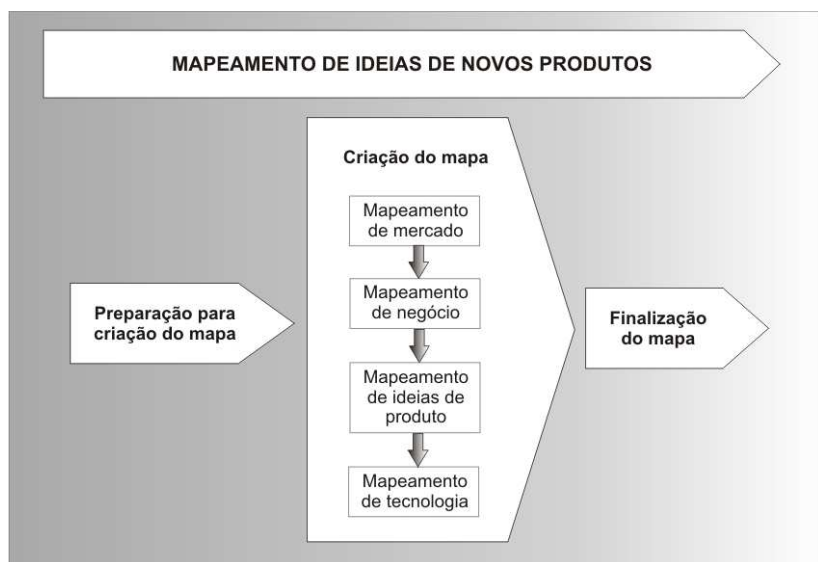 MAPEAMENTO DE IDEIAS DE NOVOS PRODUTOS
Preparação para
criação do mapa
Criação do mapa
Mapeamento
de mercado
Mapeamento
de negócio
Mapeamento
de ideias de
produto
Mapeamento
de tecnologia
Finalização
do mapa